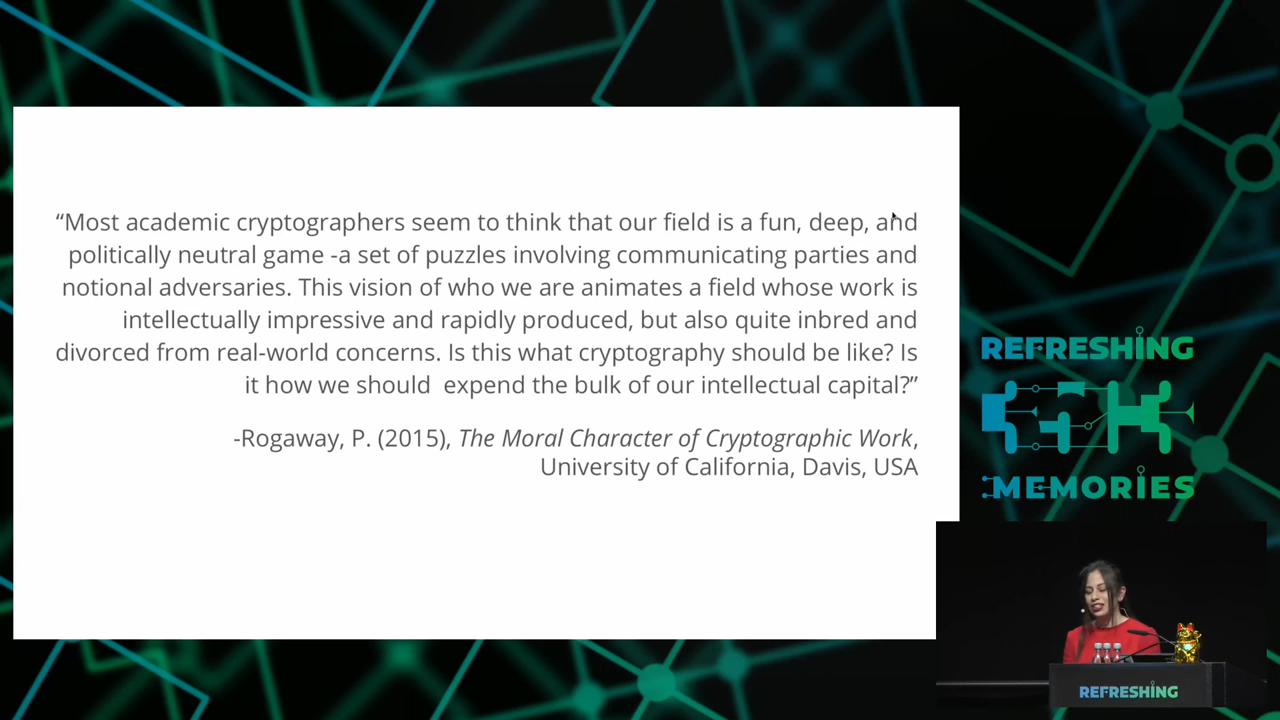 “Most academic cryptographers seem to think that our field is a fun, deep, and
politically neutral game -a set of puzzles involving communicating parties and
notional adversaries. This vision of who we are animates a field whose work is
intellectually impressive and rapidly produced, but also quite inbred and
divorced from real-world concerns. Is this what cryptography should be like? Is
it how we should expend the bulk of our intellectual capital?”
-Rogaway, P. (2015), The Moral Character of Cryptographic Work,
University of California, Davis, USA
REFRESHING
MEMORIES
REFRESHING